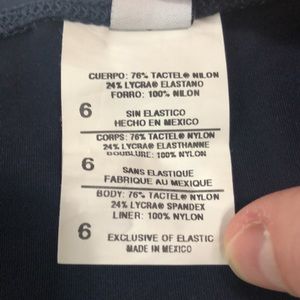 CUERPO: 76% TACTEL® NILON
24% LYCRA® ELASTANO
FORRO: 100% NILON
6 SIN ELASTICO
HECHO EN MEXICO
CORPS: 76% TACTEL® NYLON
24% LYCRA® ELASTHANNE
DOUBLURE: 100% NYLON
6 SANS ELASTIQUE
FABRIQUE AU MEXIQUE
BODY: 76% TACTEL® NYLON
24% LYCRA® SPANDEX
LINER: 100% NYLON
6 EXCLUSIVE OF ELASTIC
MADE IN MEXICO